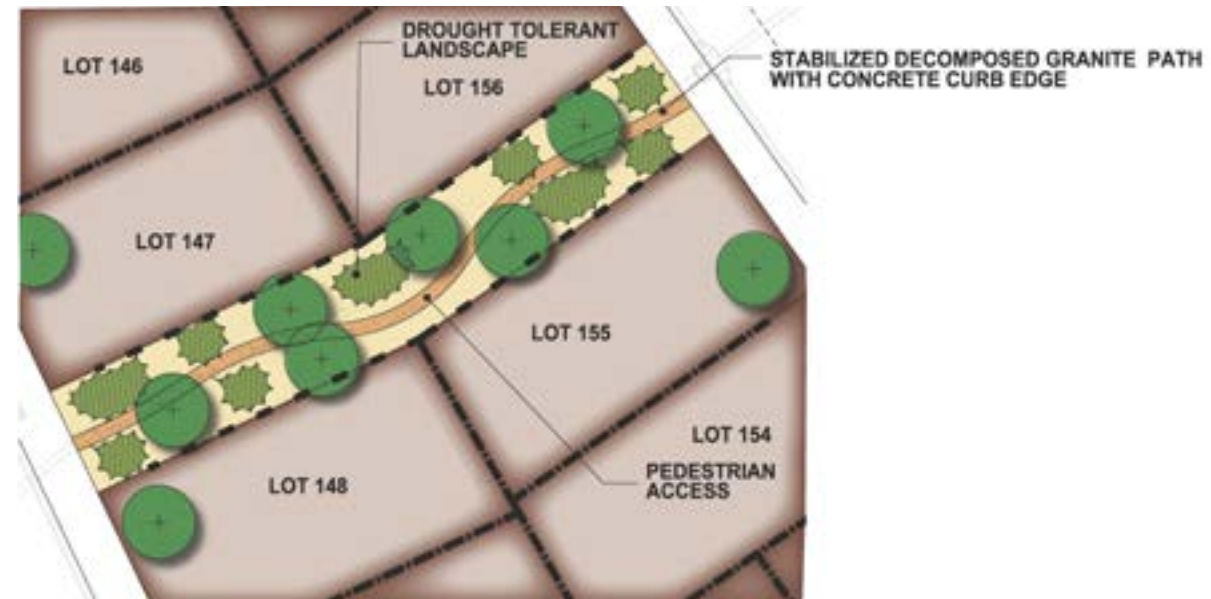 DROUGHT TOLERANT
LANDSCAPE
STABILIZED DECOMPOSED GRANITE PATH
WITH CONCRETE CURB EDGE
LOT 146
LOT 156
LOT 147
LOT 155
LOT 154
PEDESTRIAN
ACCESS
LOT 148